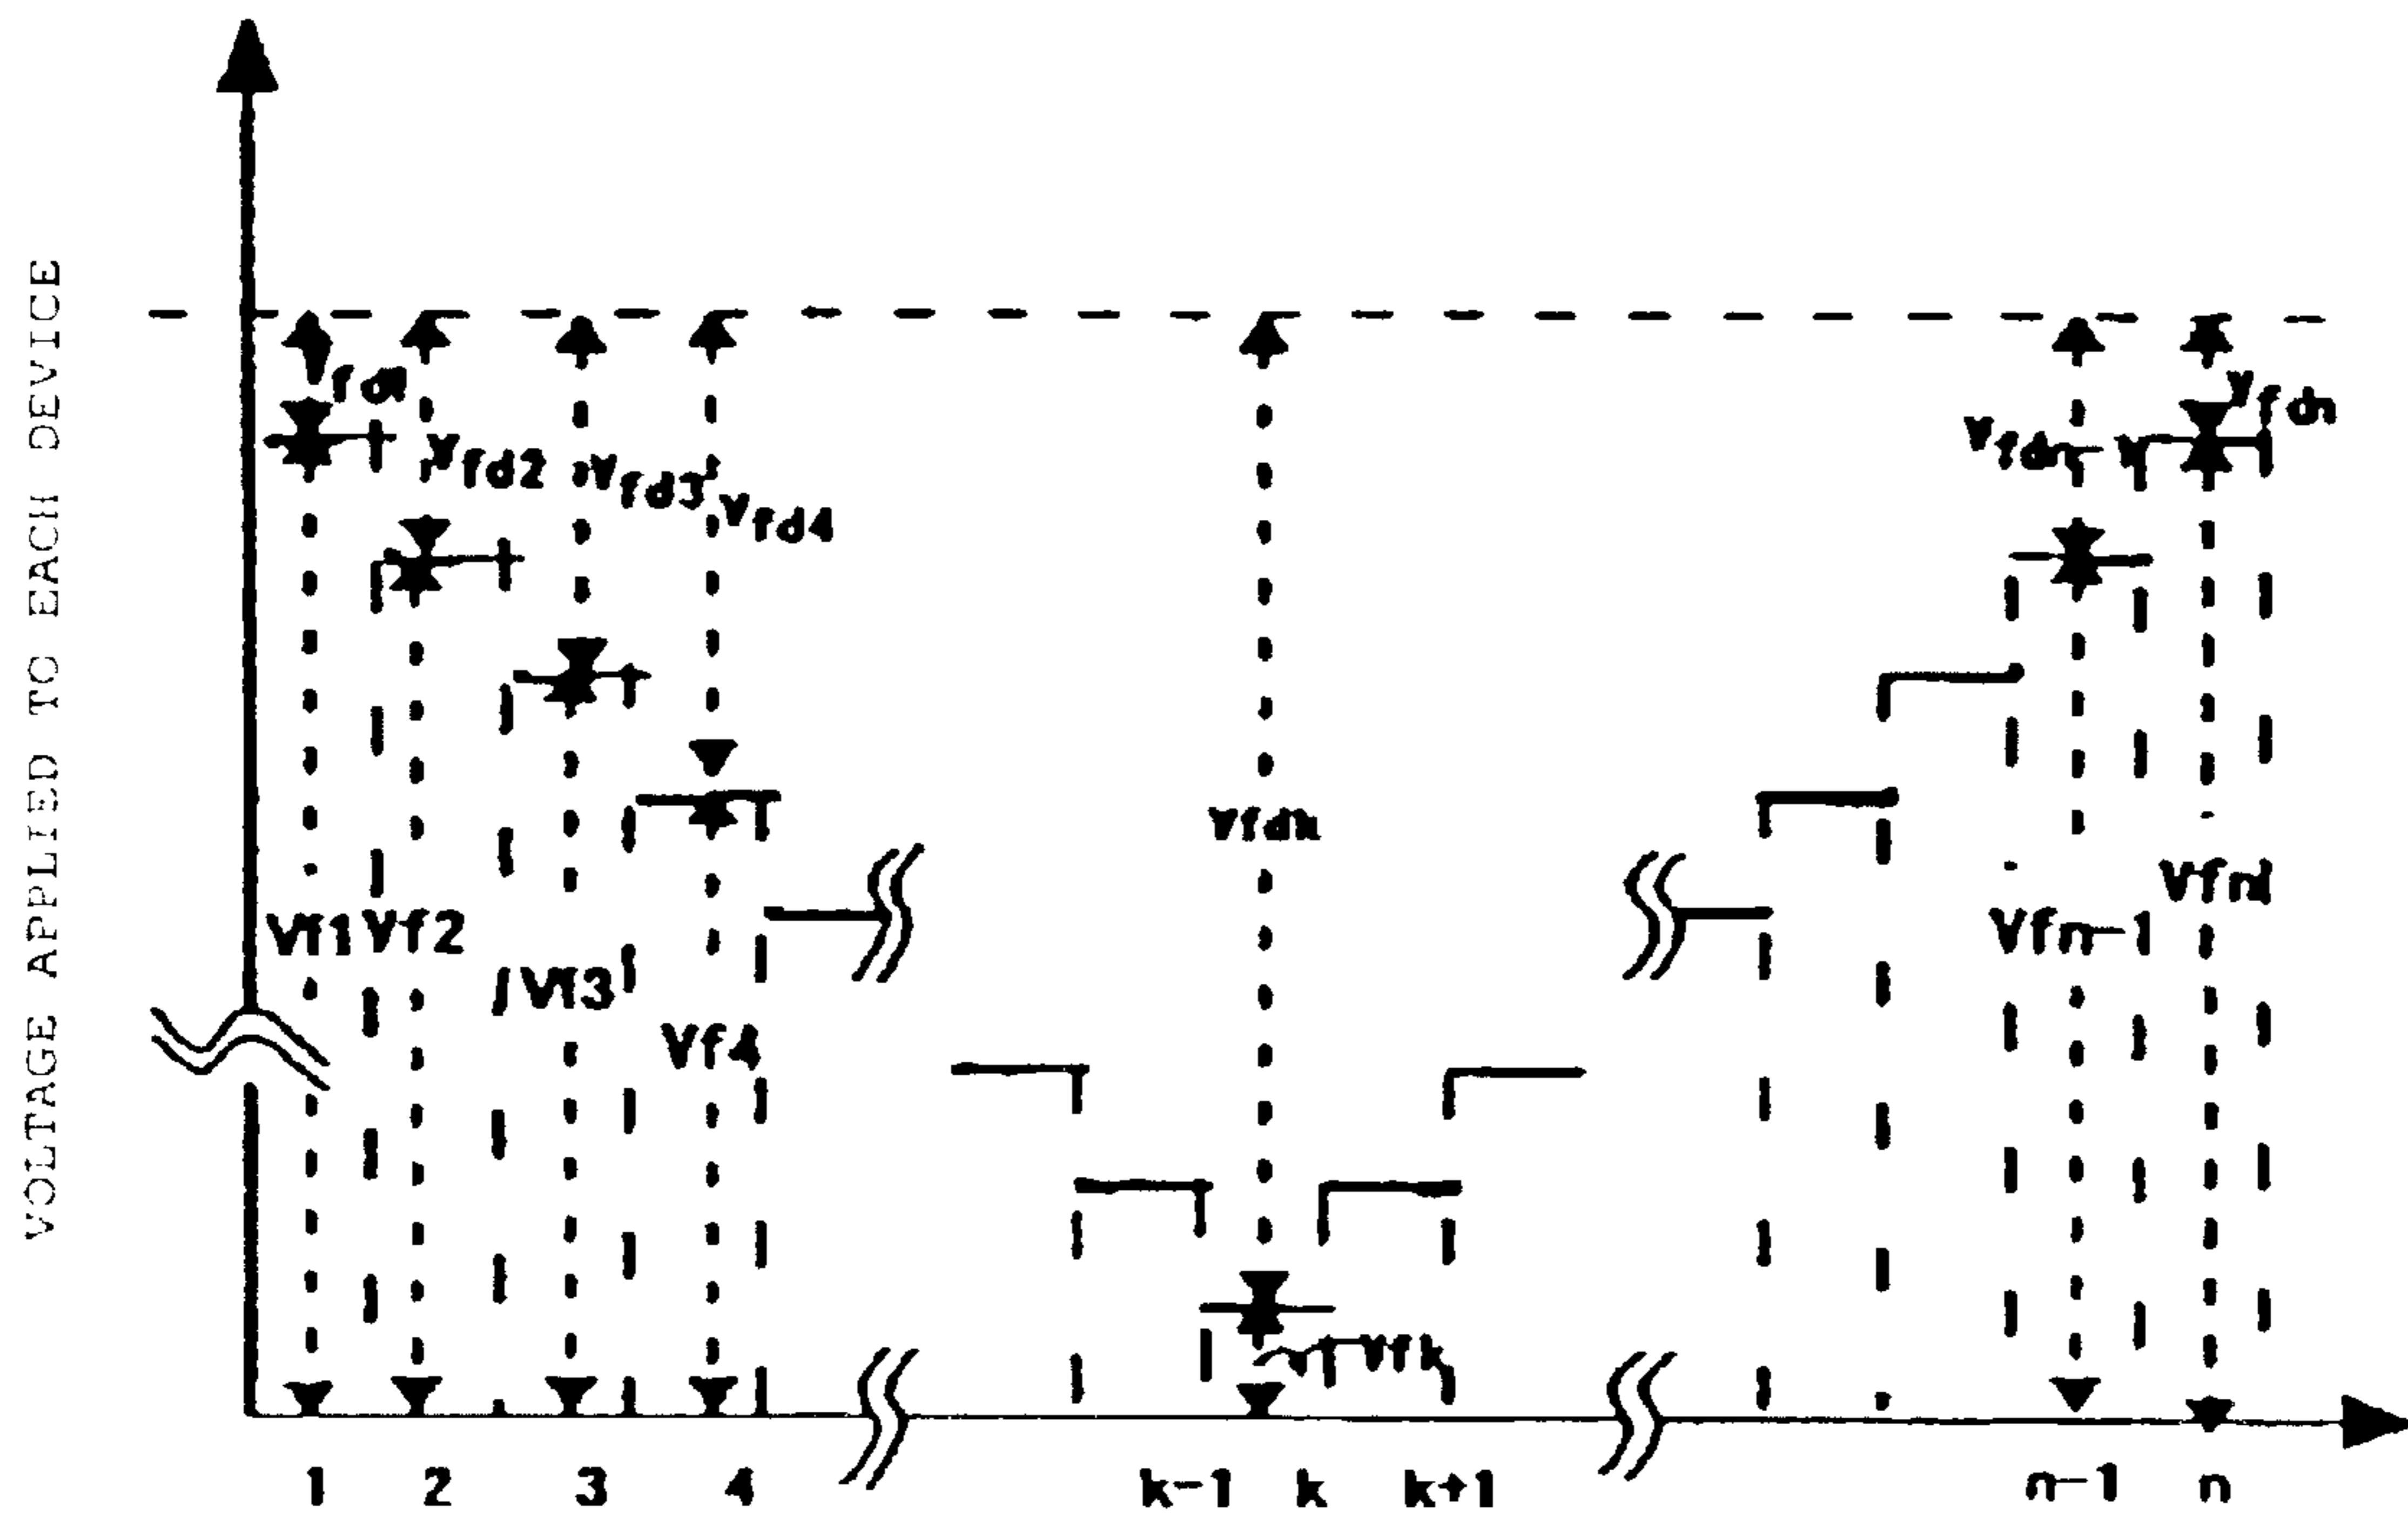 VOLTAGE APPLIED TO EACH DEVICE
Vfd2
Vfd3
Vfd4
Vf1
Vf2
Vf3
Vf4
Vfdk
Vfk
Vfn-1
Vfn
Vfdn
1 2 3 4 k-1 k k+1 n-1 n